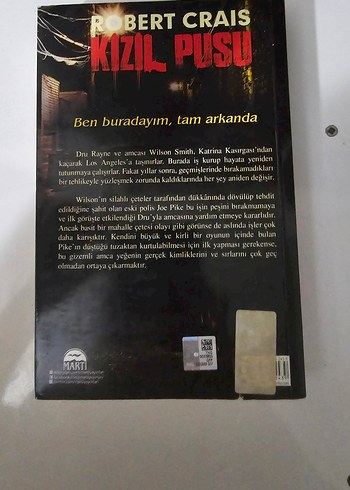 ROBERT CRAIS
KIZIL PUSU
Ben buradayım, tam arkanda
Dru Rayne ve amcası Wilson Smith, Katrina Kasırgası'ndan
kaçarak Los Angeles'a taşınırlar. Burada iş kurup hayata yeniden
tutunmaya çalışırlar. Fakat yıllar sonra, geçmişlerinde bırakamadıkları
bir tehlikeyle yüzleşmek zorunda kaldıklarında her şey aniden değişir.
Wilson'ın silahlı çeteler tarafından dükkânında dövülüp tehdit
edildiğine şahit olan eski polis Joe Pike bu işin peşini bırakmamaya
ve ilk görüşte etkilendiği Dru'yla amcasına yardım etmeye kararlıdır.
Ancak basit bir mahalle çetesi olayı gibi görünse de aslında işler çok
daha karışıktır. Kendini büyük ve kirli bir oyunun içinde bulan
Pike'ın düştüğü tuzaktan kurtulabilmesi için ilk yapması gerekense,
bu gizemli amca yeğenin gerçek kimliklerini ve sırlarını çok geç
olmadan ortaya çıkarmaktır.
MARTI